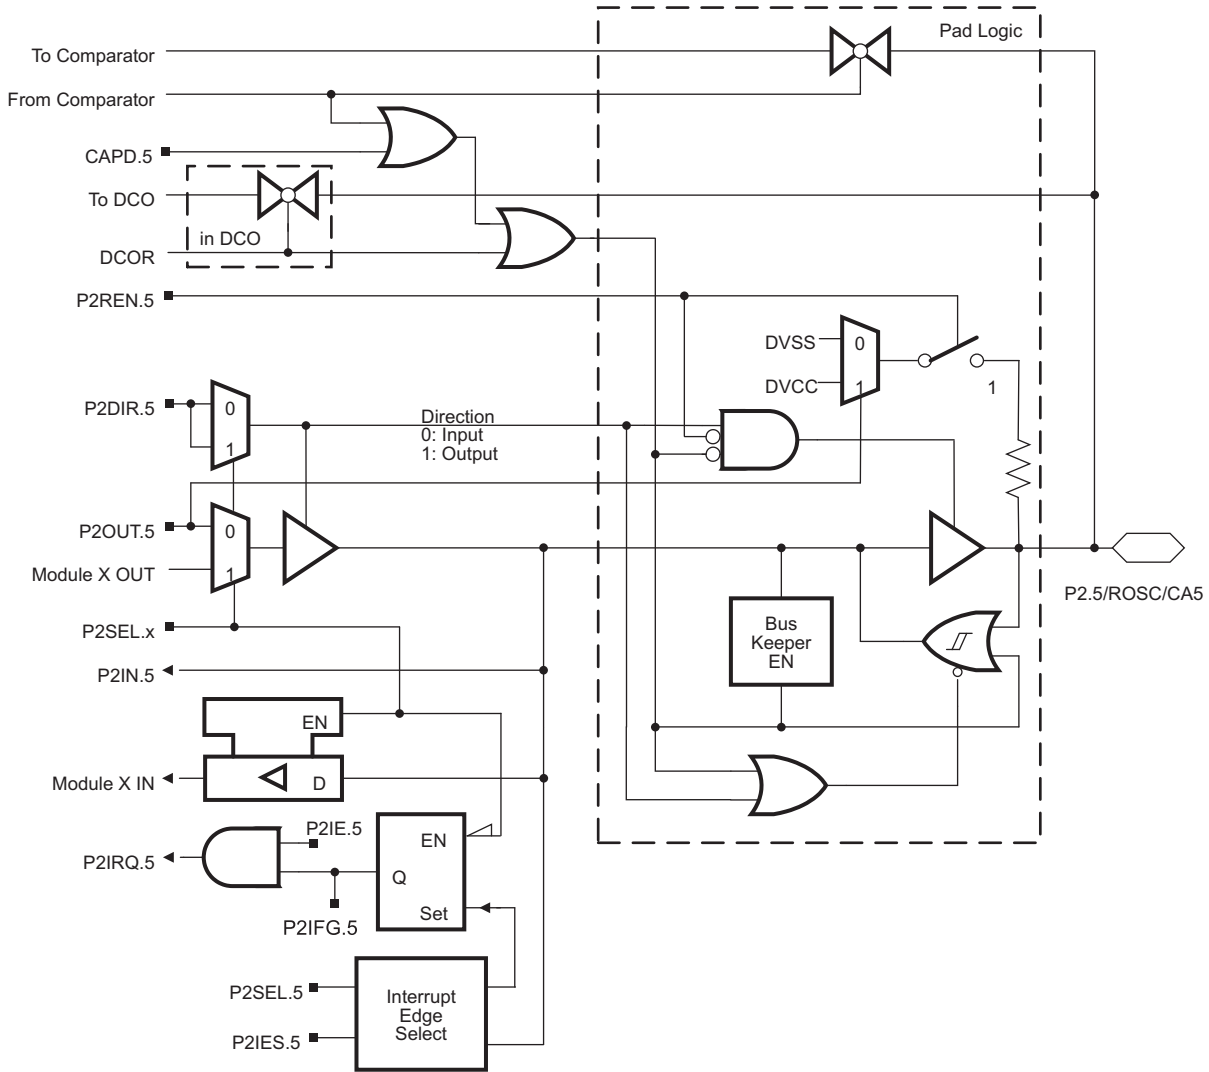 Pad Logic
To Comparator
From Comparator
CAPD.5
To DCO
in DCO
DCOR
P2REN.5
DVSS
0
DVCC
1
1
P2DIR.5
0
1
Direction
0: Input
1: Output
P2OUT.5
0
Module X OUT
1
P2.5/ROSC/CA5
P2SEL.x
Bus
Keeper
EN
P2IN.5
EN
Module X IN
D
P2IE.5
P2IRQ.5
EN
Q
Set
P2IFG.5
P2SEL.5
P2IES.5
Interrupt
Edge
Select